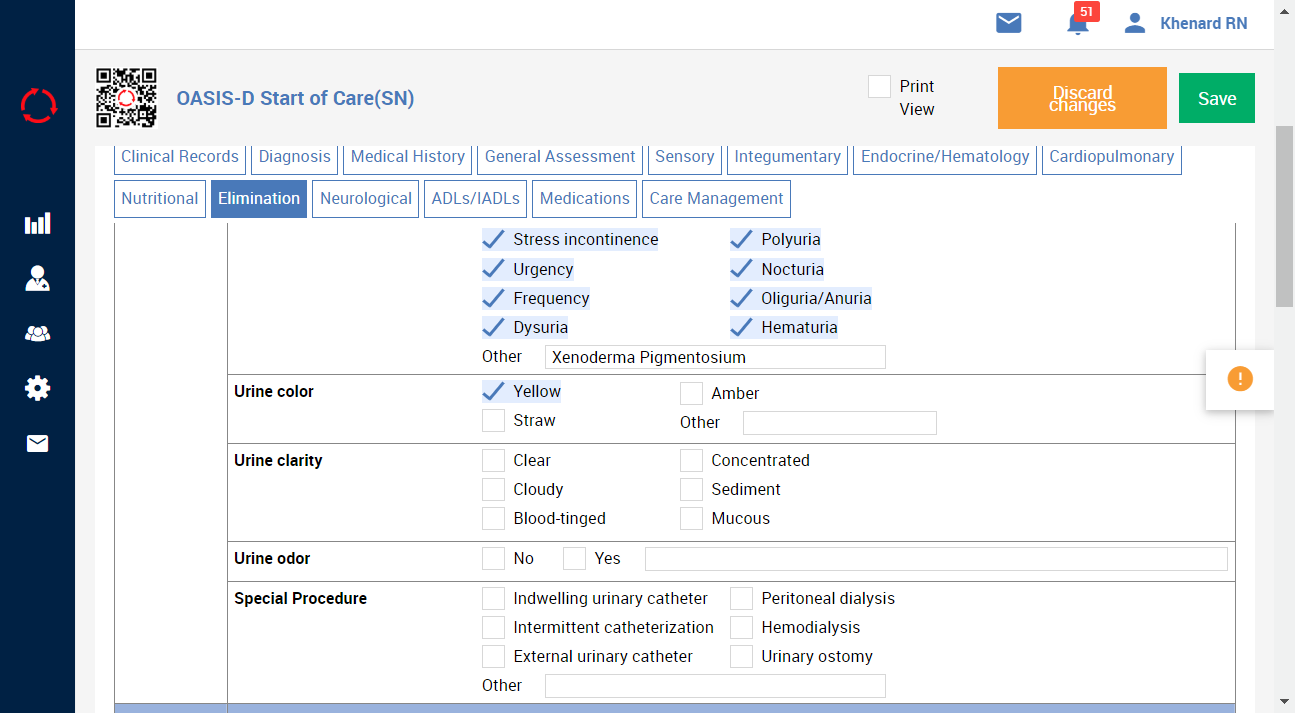 51
Khenard RN
OASIS-D Start of Care(SN)
Print
View
Discard
changes
Save
Clinical Records Diagnosis Medical History General Assessment Sensory Integumentary Endocrine/Hematology Cardiopulmonary
Nutritional Elimination Neurological ADLs/IADLs Medications Care Management
Stress incontinence Polyuria
Urgency Nocturia
Frequency Oliguria/Anuria
Dysuria Hematuria
Other Xenoderma Pigmentosium
!
Urine color Yellow Amber
Straw Other
Urine clarity Clear Concentrated
Cloudy Sediment
Blood-tinged Mucous
Urine odor No Yes
Special Procedure Indwelling urinary catheter Peritoneal dialysis
Intermittent catheterization Hemodialysis
External urinary catheter Urinary ostomy
Other